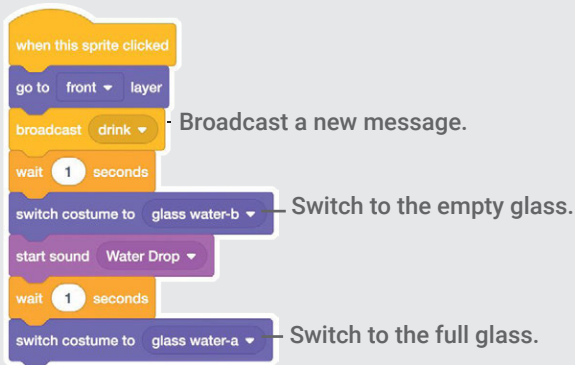 when this sprite clicked
go to front layer
broadcast drink Broadcast a new message.
wait 1 seconds
switch costume to glass water-b Switch to the empty glass.
start sound Water Drop
wait 1 seconds
switch costume to glass water-a Switch to the full glass.